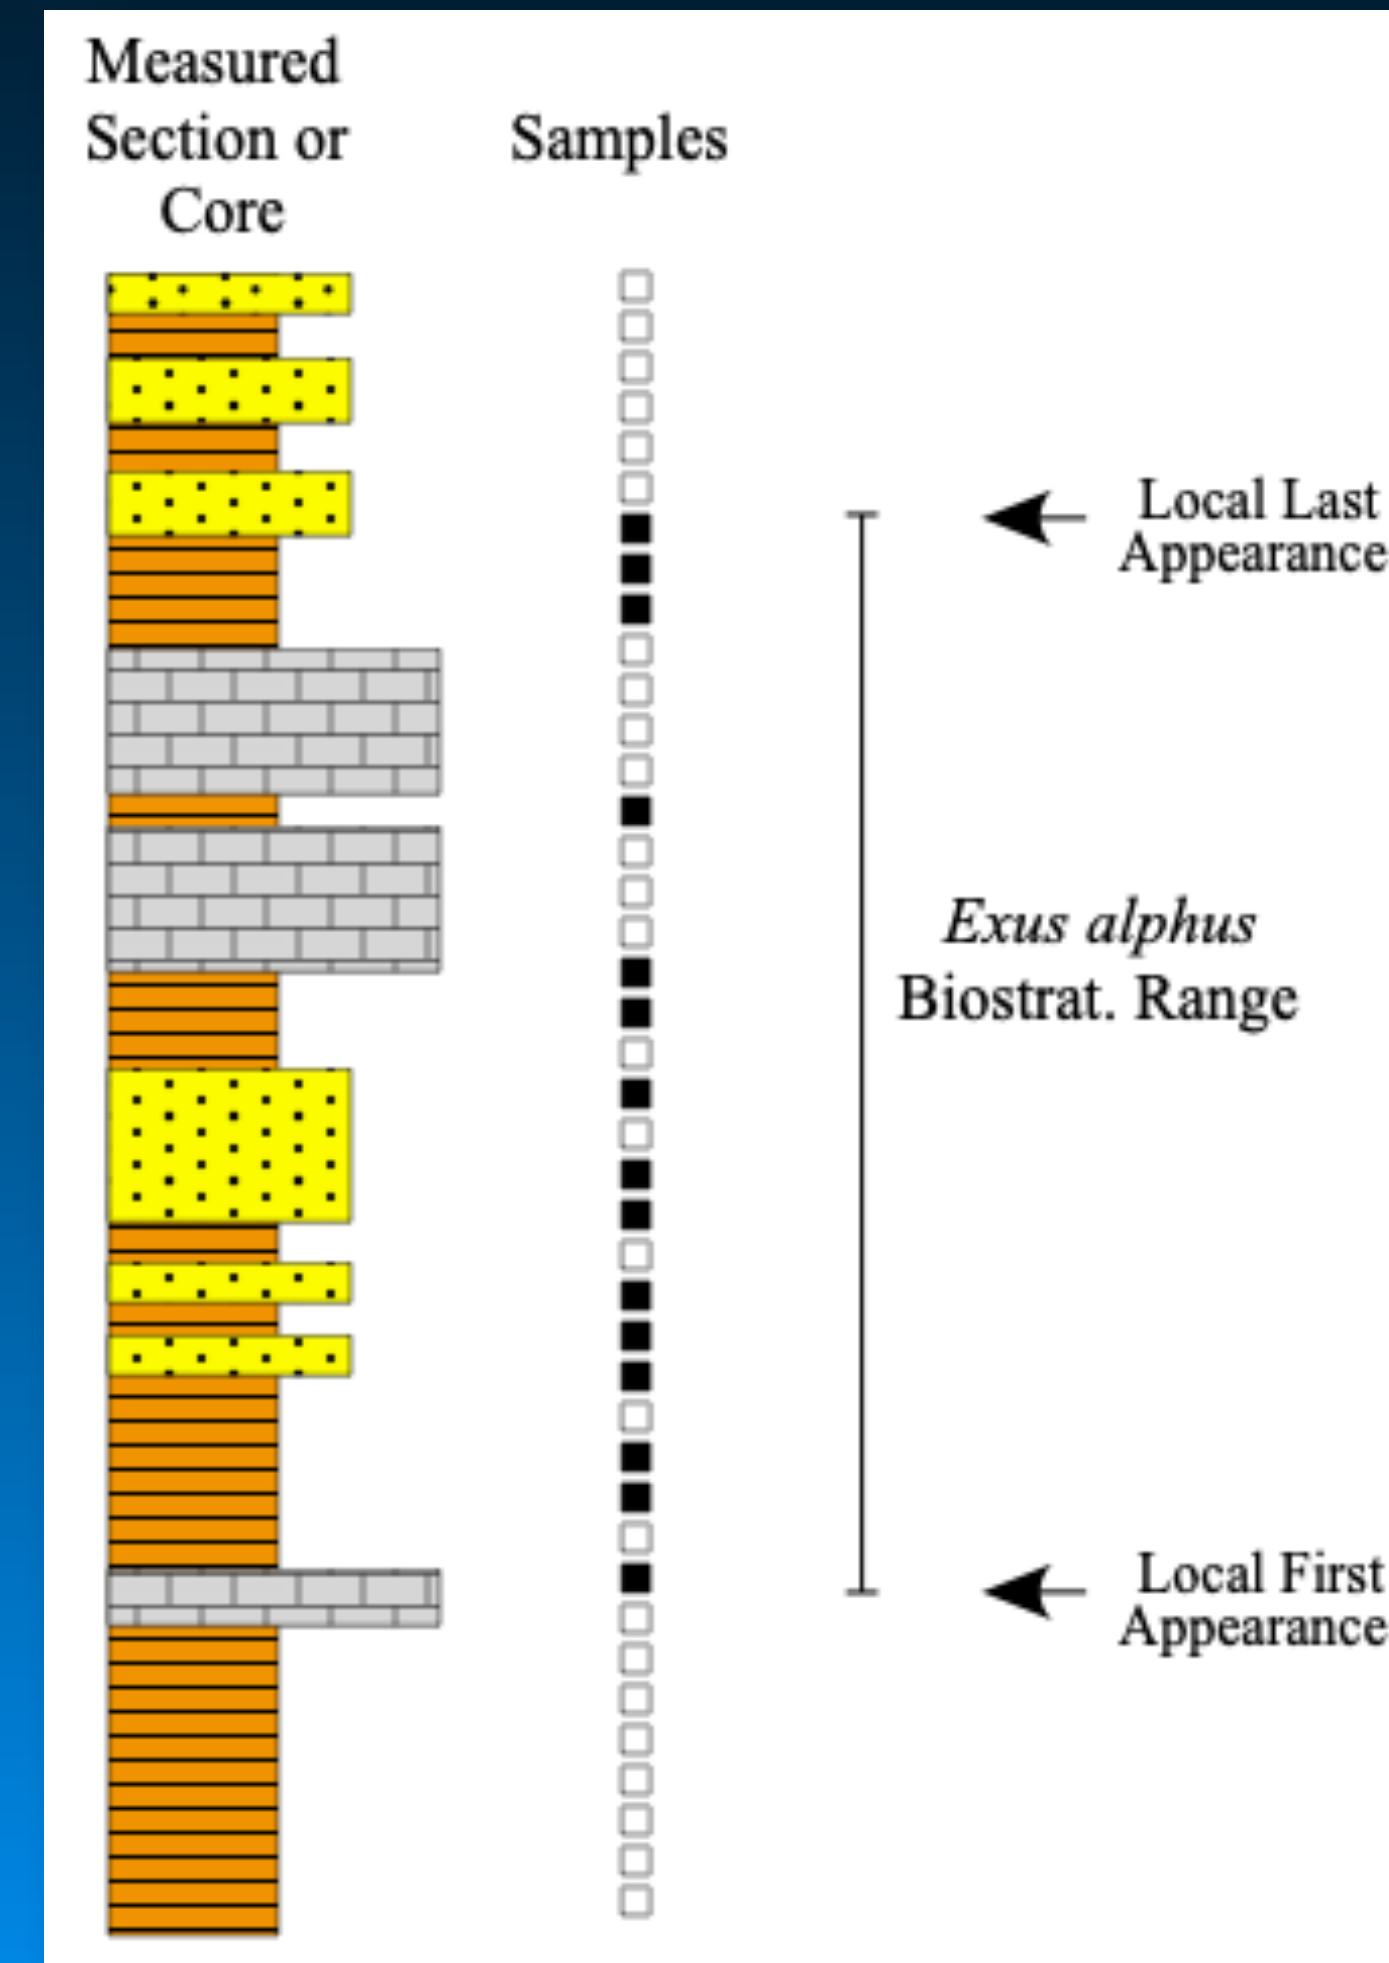 Measured
Section or
Core
Samples
Local Last
Appearance
Exus alphus
Biostrat. Range
Local First
Appearance